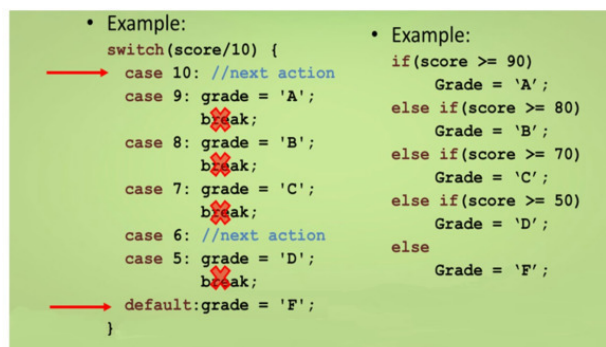 • Example:
switch(score/10) {
case 10: //next action
case 9: grade = 'A';
break;
case 8: grade = 'B';
break;
case 7: grade = 'C';
break;
case 6: //next action
case 5: grade = 'D';
break;
default:grade = 'F';
}
• Example:
if(score >= 90)
Grade = ‘A’;
else if(score >= 80)
Grade = ‘B’;
else if(score >= 70)
Grade = ‘C’;
else if(score >= 50)
Grade = ‘D’;
else
Grade = ‘F’;